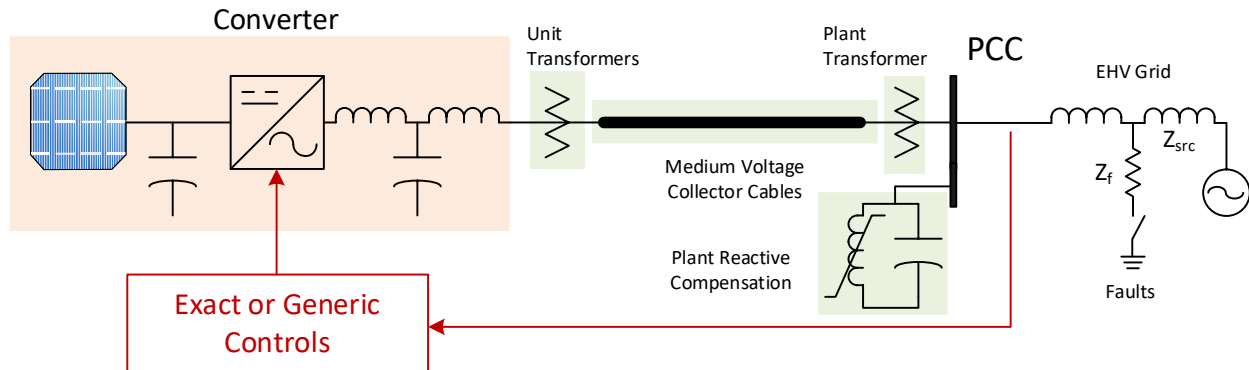 Converter
Unit
Transformers
Plant
Transformer
PCC
EHV Grid
Zsrc
Zf
Medium Voltage
Collector Cables
Plant Reactive
Compensation
Faults
Exact or Generic
Controls